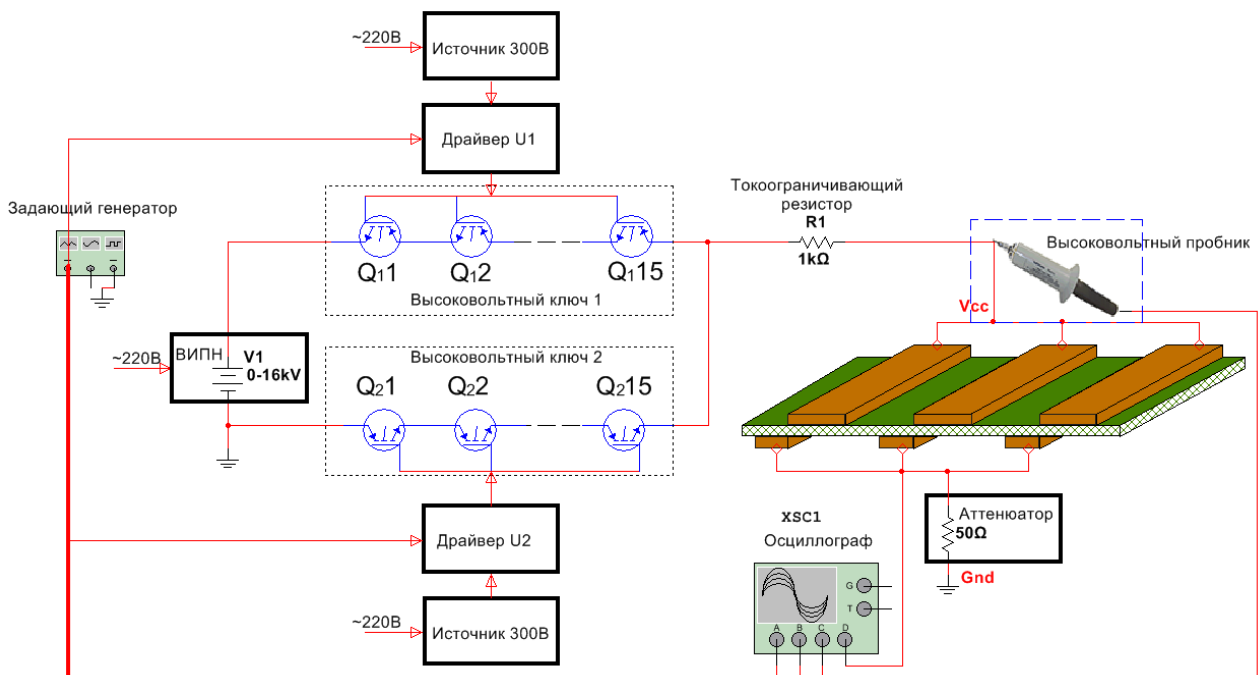 ~220В
Источник 300В
Драйвер U1
Задающий генератор
Q11
Q12
Q115
Высоковольтный ключ 1
Токоограничивающий
резистор
R1
1kΩ
Высоковольтный пробник
Vcc
~220В
ВИПН
V1
0-16kV
Высоковольтный ключ 2
Q21
Q22
Q215
Драйвер U2
~220В
Источник 300В
XSC1
Осциллограф
G
T
A
B
C
D
Аттенюатор
50Ω
Gnd